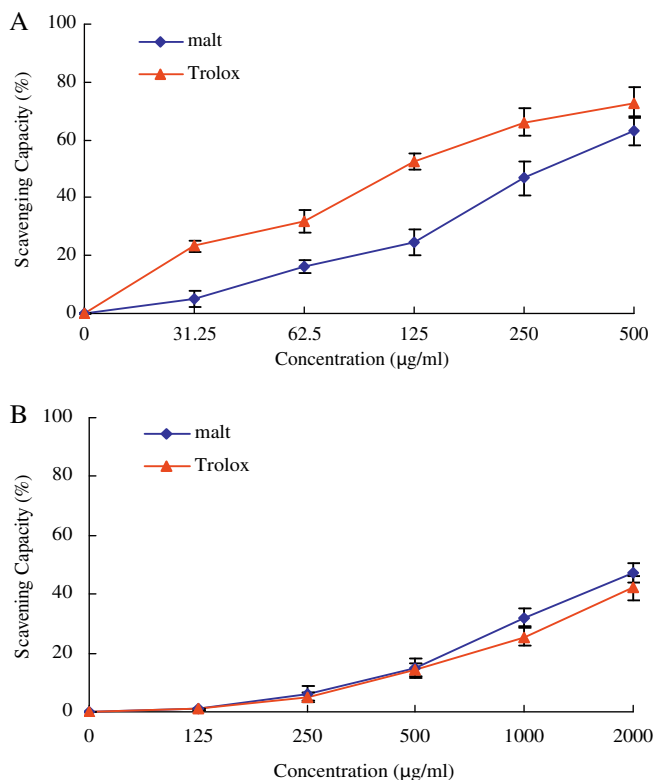 A
100
80
60
40
20
0
Scavenging Capacity (%)
malt
Trolox
0 31.25 62.5 125 250 500
Concentration (μg/ml)
B
100
80
60
40
20
0
Scavening Capacity (%)
malt
Trolox
0 125 250 500 1000 2000
Concentration (μg/ml)